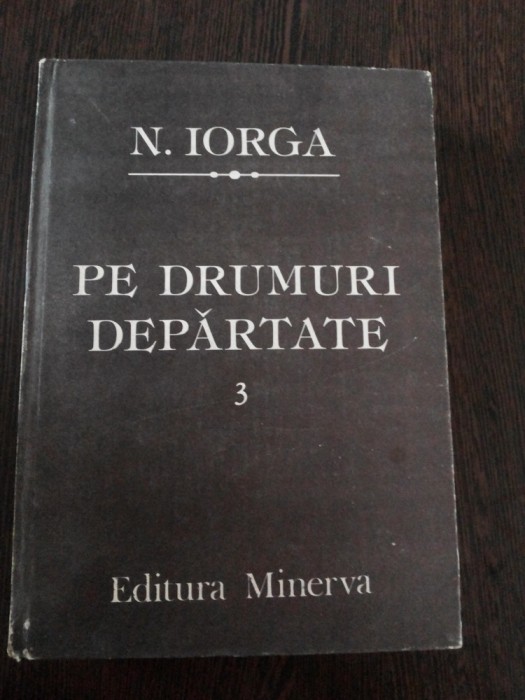 N. IORGA
PE DRUMURI
DEPĂRTATE
3
Editura Minerva